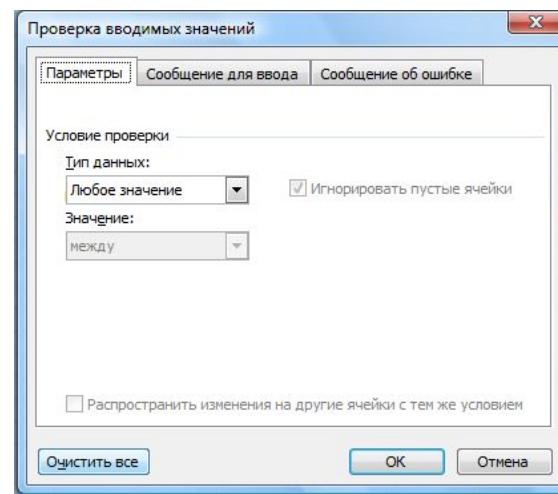 Проверка вводимых значений
Параметры Сообщение для ввода Сообщение об ошибке
Условие проверки
Тип данных:
Любое значение Игнорировать пустые ячейки
Значение:
между
Распространить изменения на другие ячейки с тем же условием
Очистить все ОК Отмена